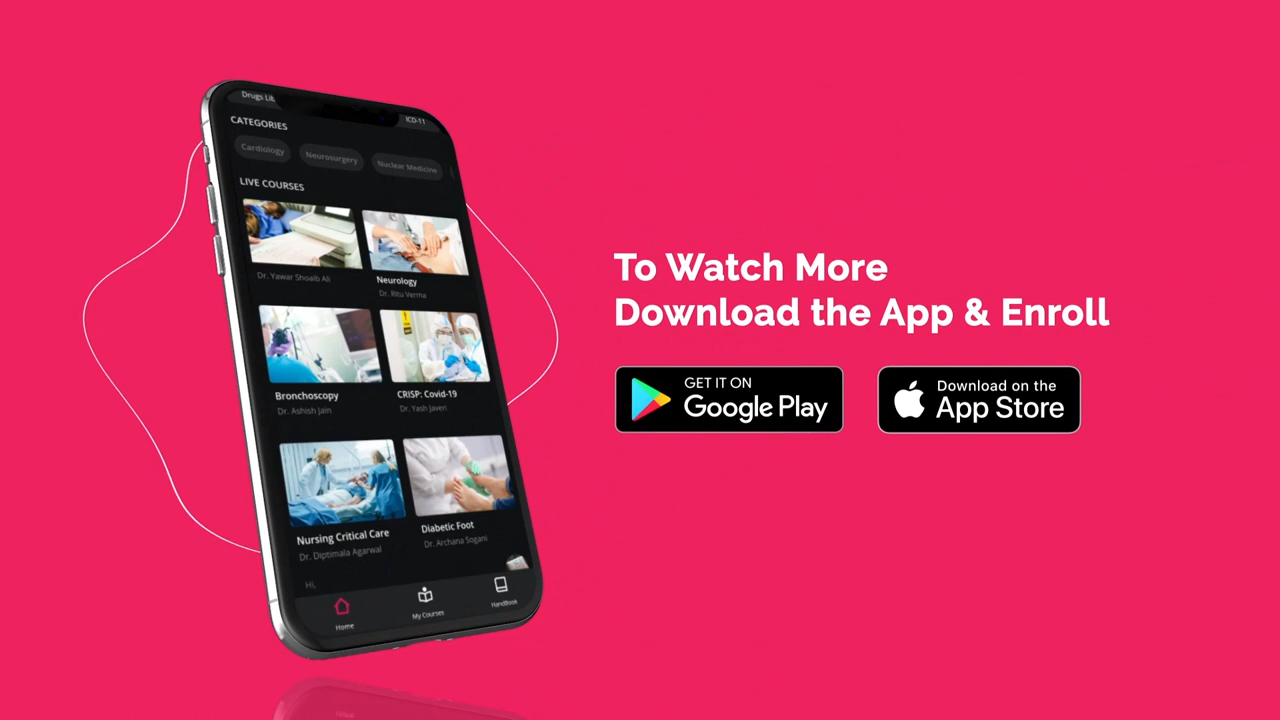 Drugs Lib
ICD-11
CATEGORIES
Cardiology
Neurosurgery
Nuclear Medicine
LIVE COURSES
Dr. Yawar Shoaib Ali
Neurology
Dr. Ritu Verma
Bronchoscopy
Dr. Ashish Jain
CRISP: Covid-19
Dr. Yash Javeri
Nursing Critical Care
Dr. Diptimala Agarwal
Diabetic Foot
Dr. Archana Sogani
Hi,
Home
My Courses
HandBook
To Watch More
Download the App & Enroll
GET IT ON
Google Play
Download on the
App Store